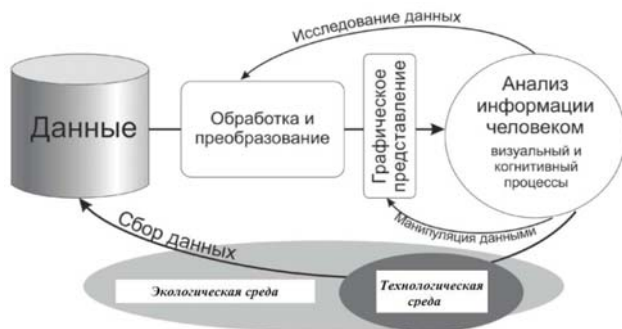 Исследование данных
Данные
Обработка и
преобразование
Графическое
представление
Анализ
информации
человеком
визуальный и
когнитивный
процессы
Манипуляция данными
Сбор данных
Экологическая среда
Технологическая
среда